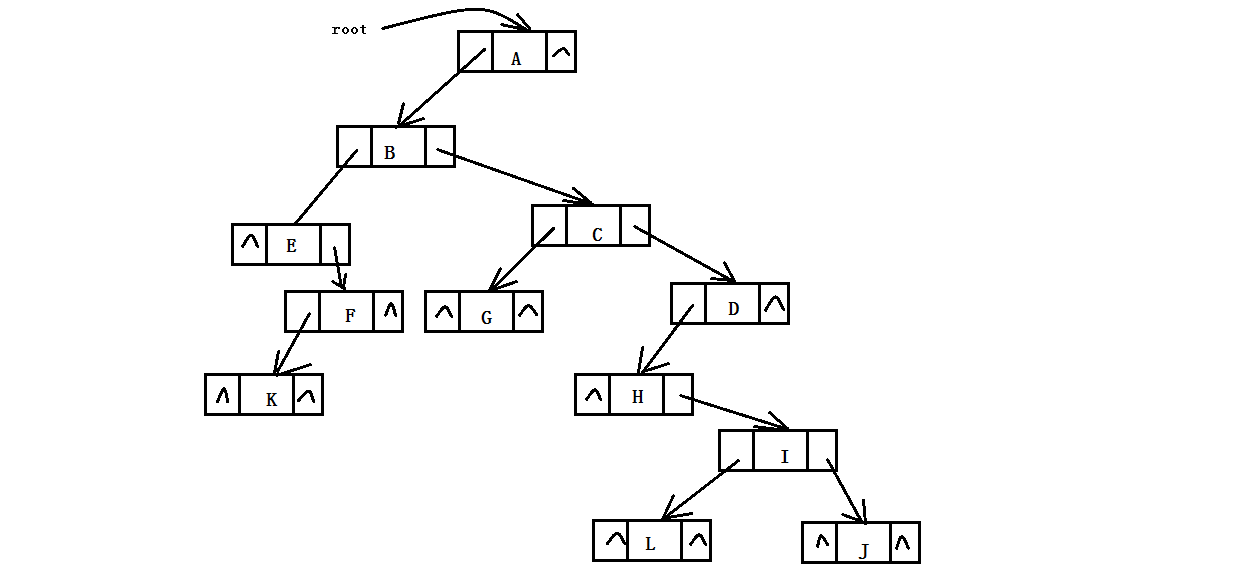 root
^ A
B
^ E
C
F ^
^ G ^
D ^
^ K ^
^ H
I
^ L ^
^ J ^